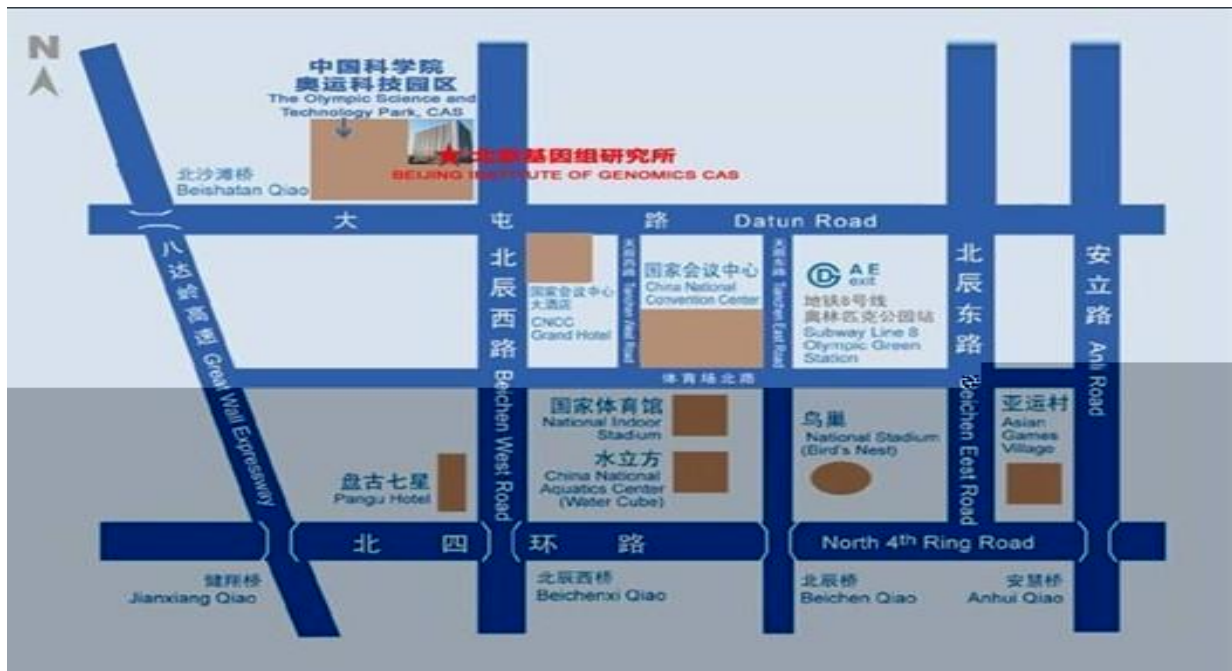 N
中国科学院
奥运科技园区
The Olympic Science and
Technology Park, CAS
北京基因组研究所
BEIJING INSTITUTE OF GENOMICS CAS
北沙滩桥
Beishatan Qiao
大屯路 Datun Road
八达岭高速 Great Wall Expressway
北辰西路 Beichen West Road
国家会议中心
大酒店
CNCC
Grand Hotel
天辰西路 Tianchen West Road
国家会议中心
China National
Convention Center
天辰东路 Tianchen East Road
AE
exit
地铁8号线
奥林匹克公园站
Subway Line 8
Olympic Green
Station
北辰东路 Beichen East Road
安立路 Anli Road
体育场北路
国家体育馆
National Indoor
Stadium
鸟巢
National Stadium
(Bird's Nest)
亚运村
Asian
Games
Village
盘古七星
Pangu Hotel
水立方
China National
Aquatics Center
(Water Cube)
北四环路 North 4th Ring Road
健翔桥
Jianxiang Qiao
北辰西桥
Beichenxi Qiao
北辰桥
Beichen Qiao
安慧桥
Anhui Qiao